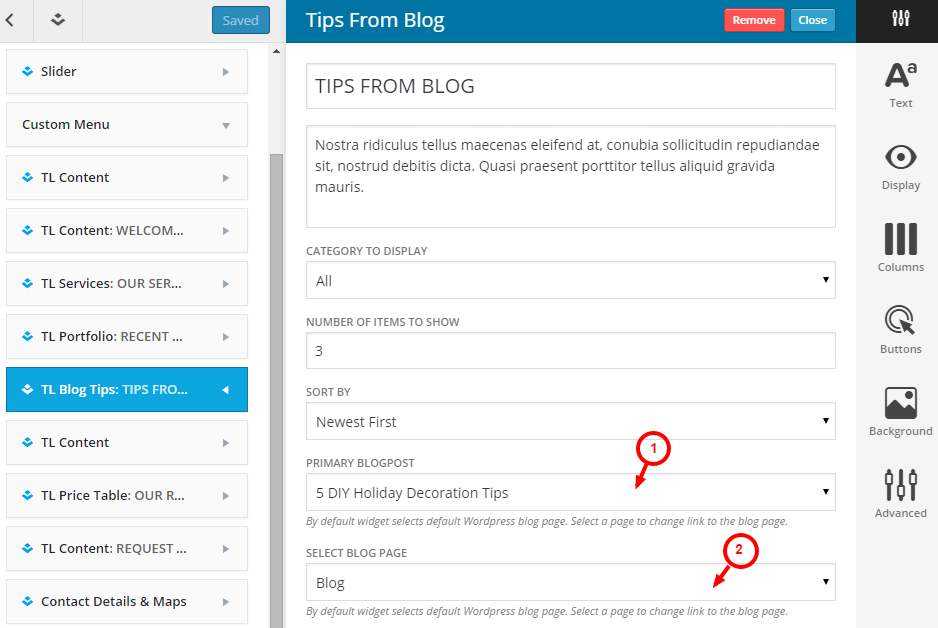 Saved
Slider
Custom Menu
TL Content
TL Content: WELCOM...
TL Services: OUR SER...
TL Portfolio: RECENT ...
TL Blog Tips: TIPS FRO...
TL Content
TL Price Table: OUR R...
TL Content: REQUEST ...
Contact Details & Maps
Tips From Blog
Remove
Close
TIPS FROM BLOG
Nostra ridiculus tellus maecenas eleifend at, conubia sollicitudin repudiandae
sit, nostrud debitis dicta. Quasi praesent porttitor tellus aliquid gravida
mauris.
CATEGORY TO DISPLAY
All
NUMBER OF ITEMS TO SHOW
3
SORT BY
Newest First
1
PRIMARY BLOGPOST
5 DIY Holiday Decoration Tips
By default widget selects default Wordpress blog page. Select a page to change link to the blog page.
2
SELECT BLOG PAGE
Blog
By default widget selects default Wordpress blog page. Select a page to change link to the blog page.
Aa
Text
Display
Columns
Buttons
Background
Advanced